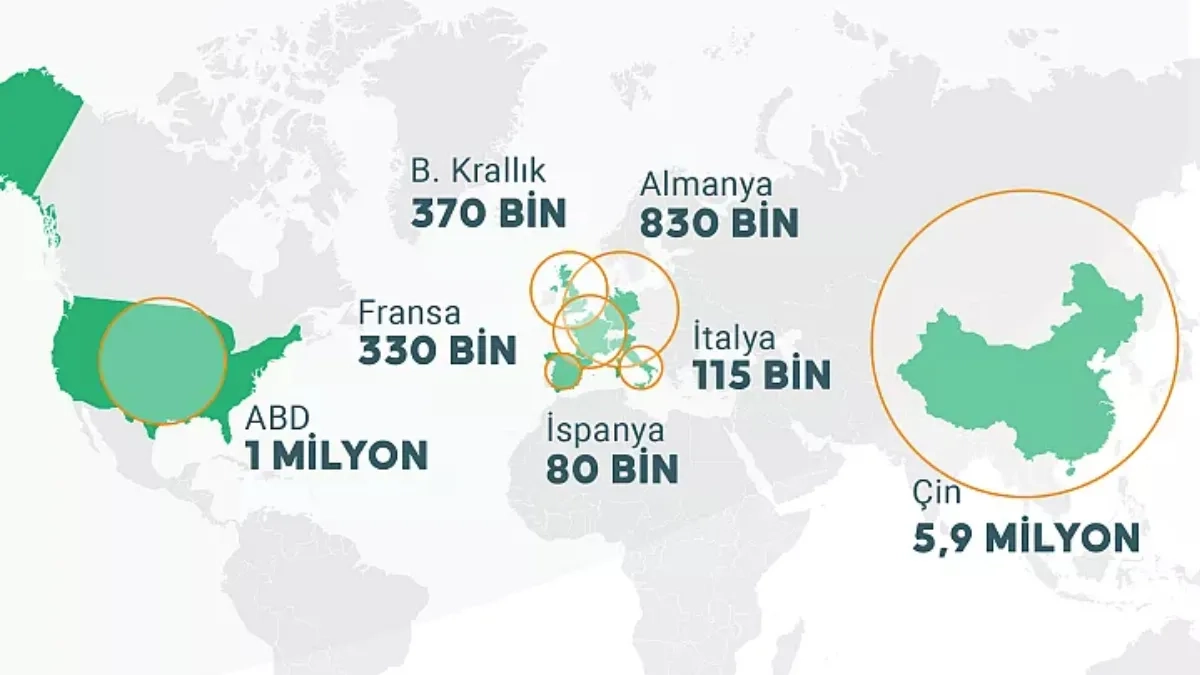 B. Krallık
370 BİN
Almanya
830 BİN
Fransa
330 BİN
İtalya
115 BİN
ABD
1 MİLYON
İspanya
80 BİN
Çin
5,9 MİLYON